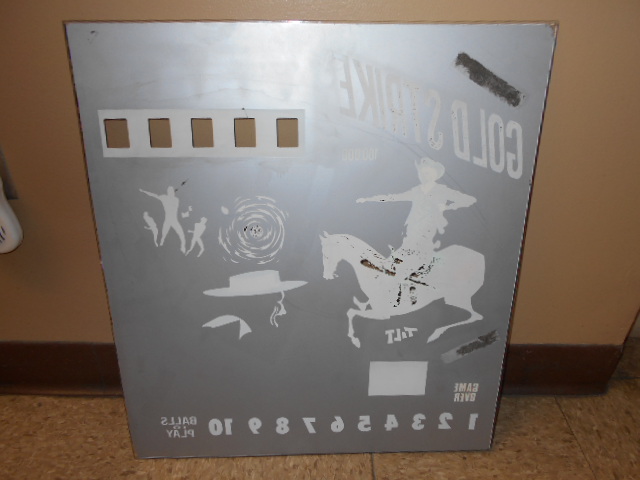 GOLD STRIKE
TILT
GAME
OVER
1 2 3 4 5 6 7 8 9 10
BALLS
TO
PLAY